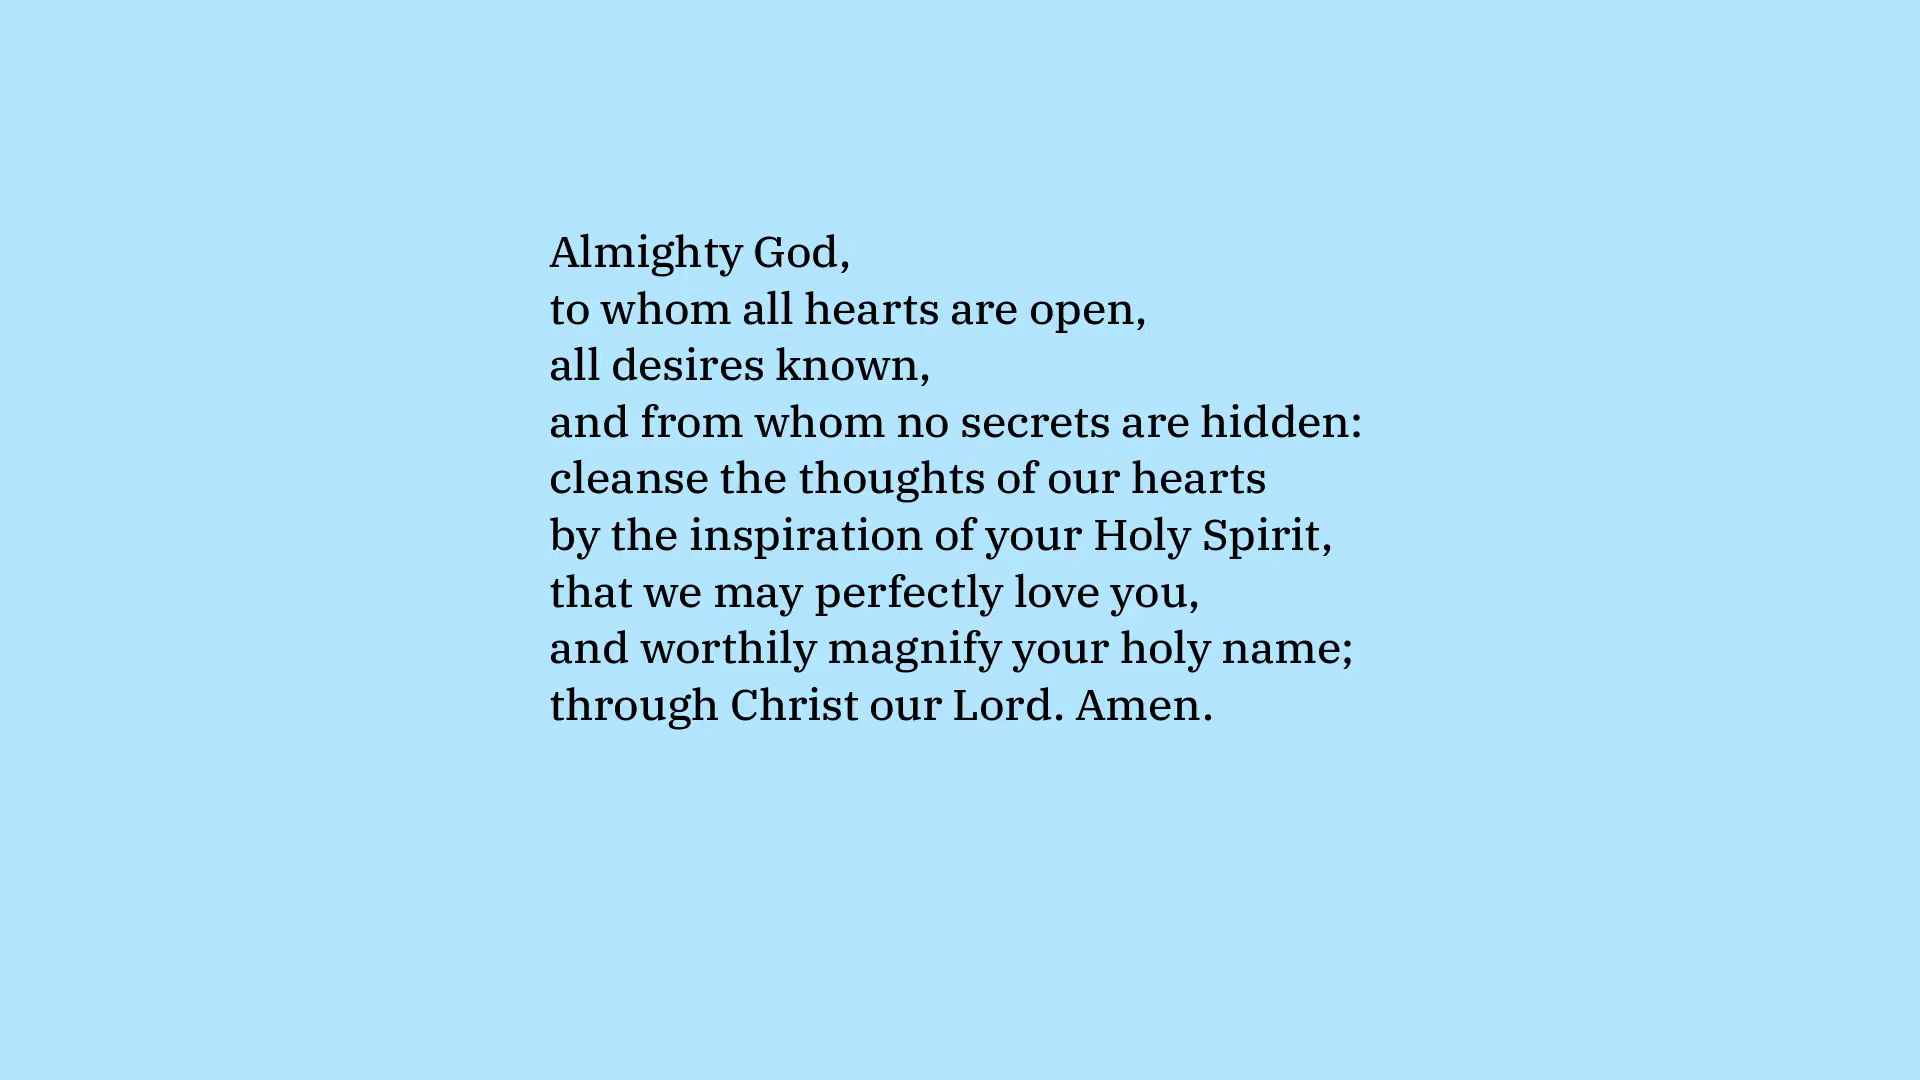 Almighty God,
to whom all hearts are open,
all desires known,
and from whom no secrets are hidden:
cleanse the thoughts of our hearts
by the inspiration of your Holy Spirit,
that we may perfectly love you,
and worthily magnify your holy name;
through Christ our Lord. Amen.